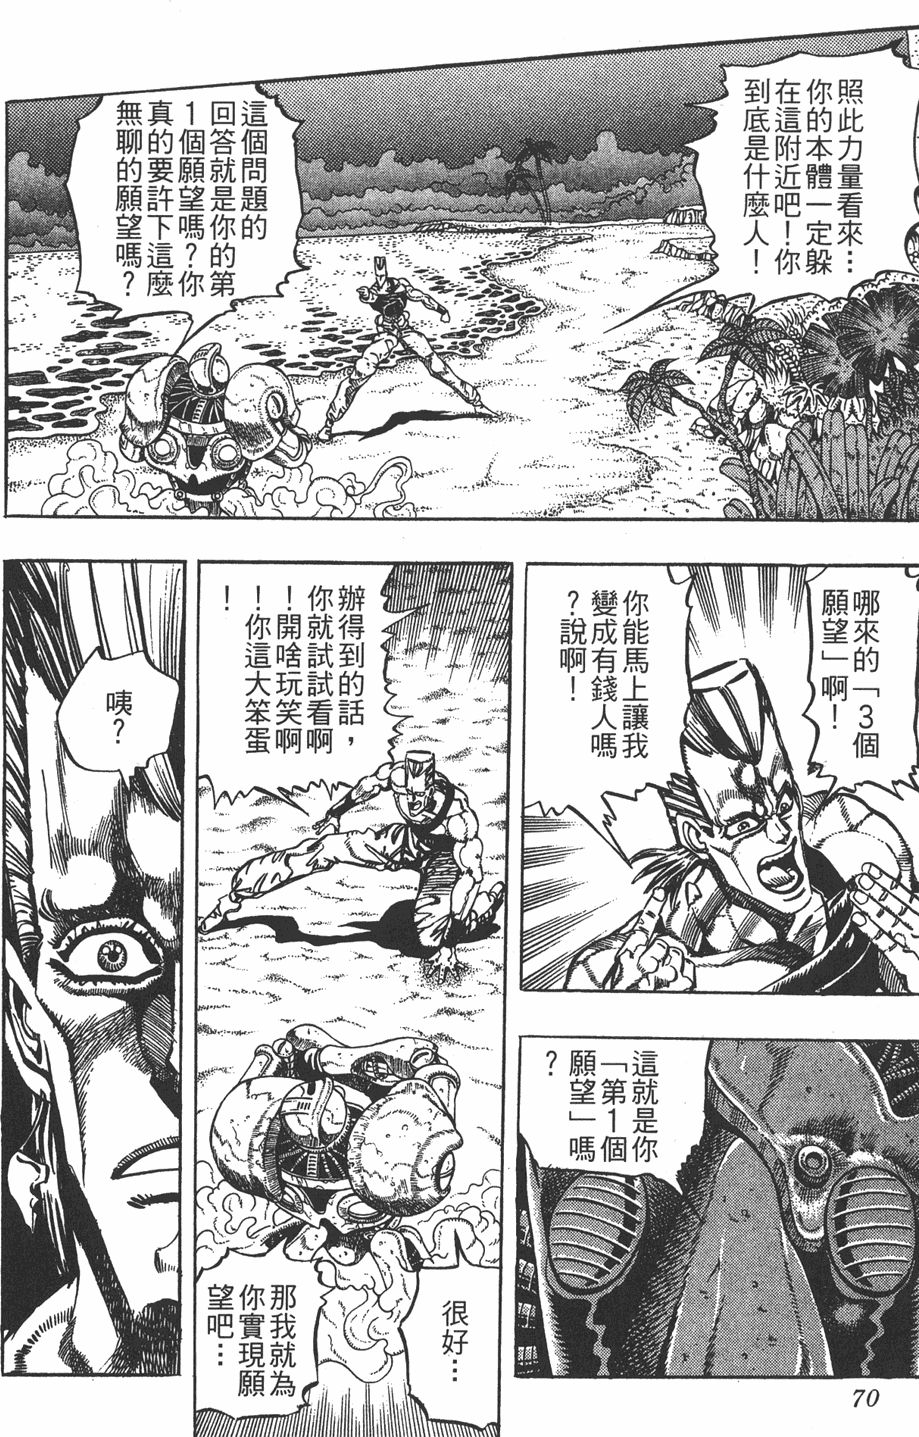 照此力量看來…
你的本體一定躲
在這附近吧！你
到底是什麼人！
這個問題的
回答就是你的第
1個願望嗎？你
真的要許下這麼
無聊的願望嗎？
哪來的「3個
願望」啊！
你能馬上讓我
變成有錢人嗎
？說啊！
這就是你
「第1個
願望」嗎
？
辦得到的話，
你就試試看啊
！開啥玩笑啊
！你這大笨蛋
！
很好…
那我就為
你實現願
望吧…
咦？
70